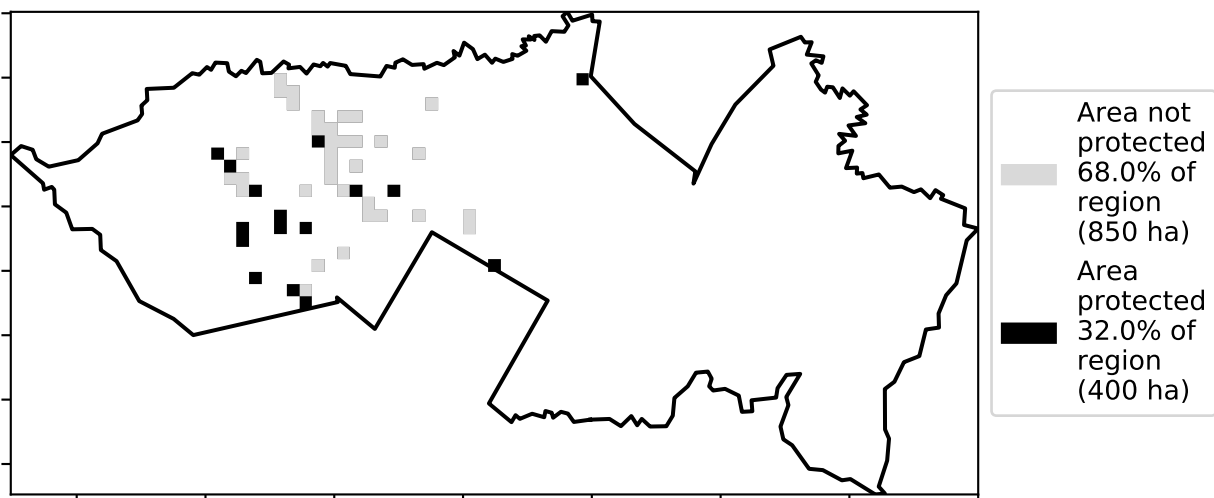 Area not
protected
68.0% of
region
(850 ha)
Area
protected
32.0% of
region
(400 ha)